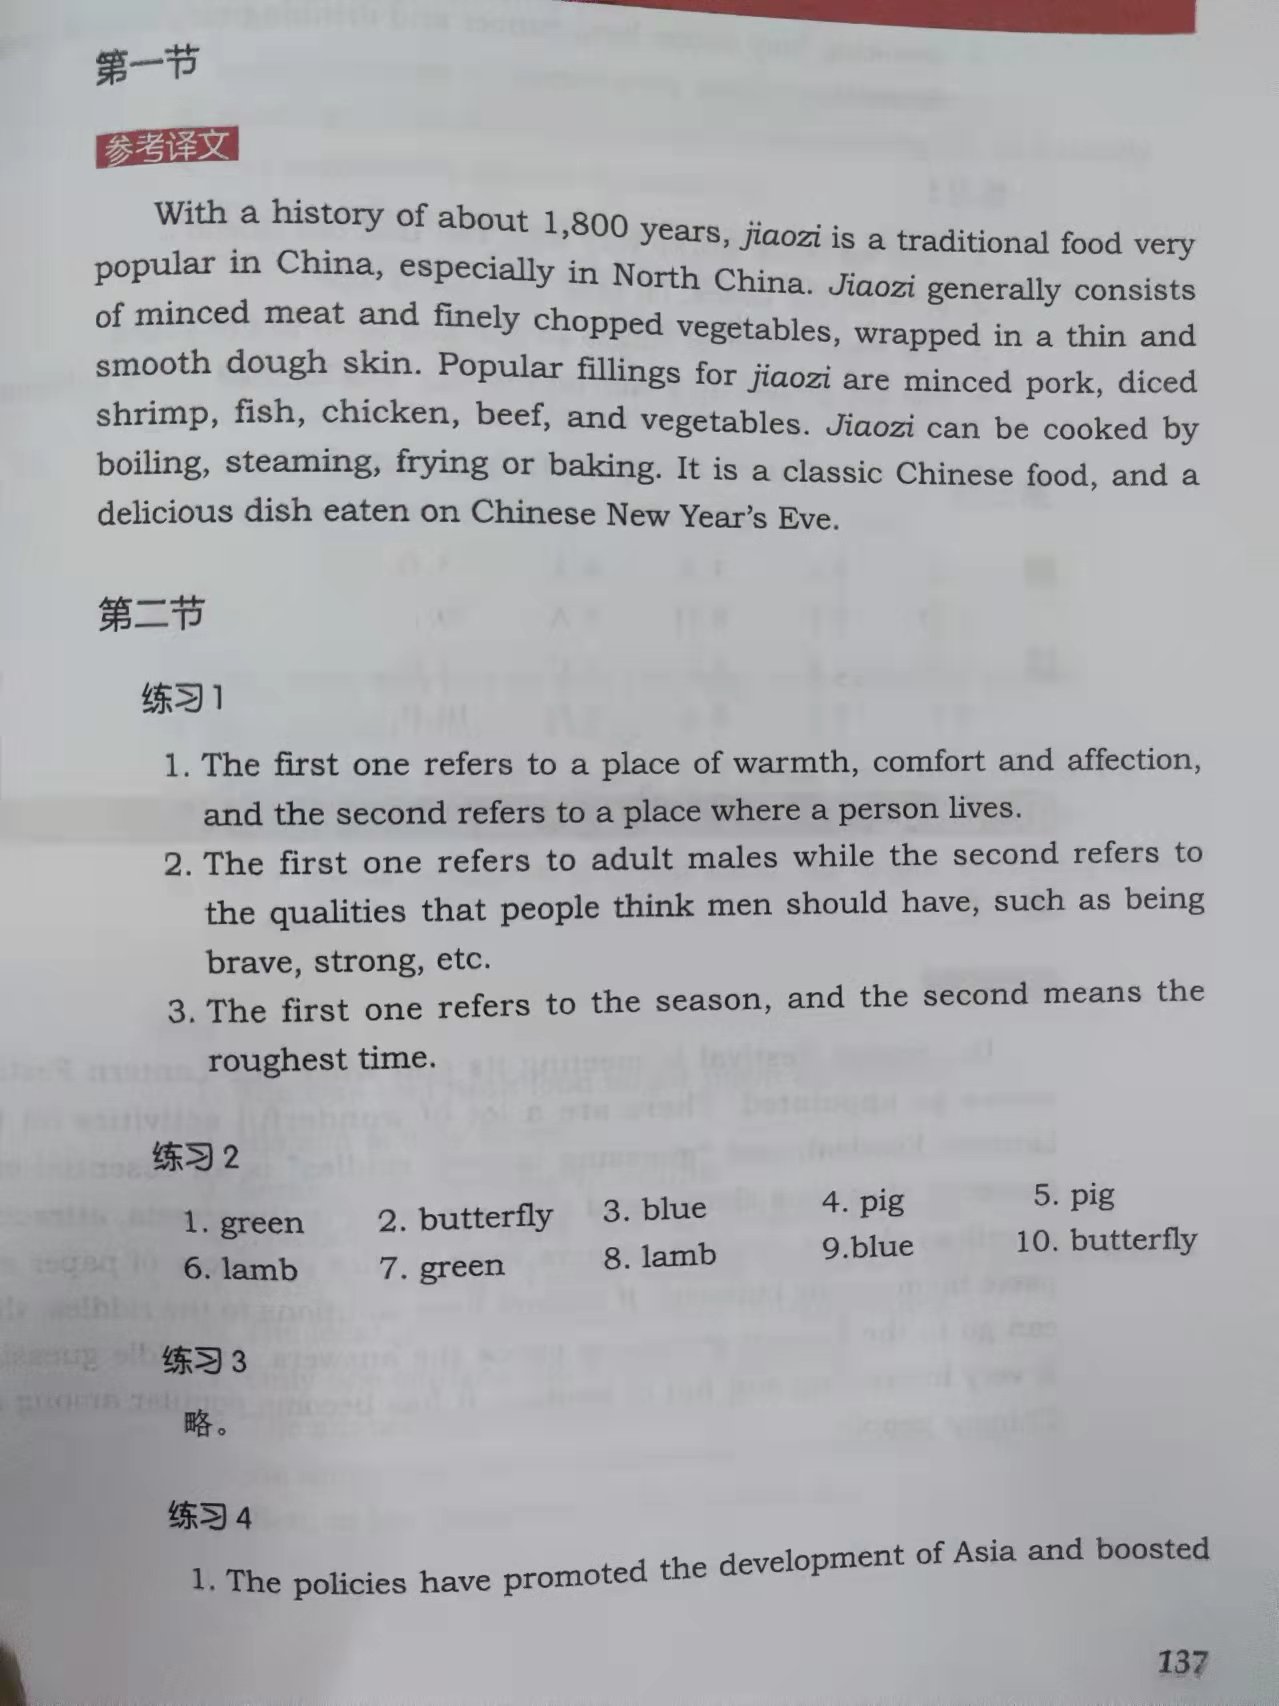 第一节
参考译文
With a history of about 1,800 years, jiaozi is a traditional food very
popular in China, especially in North China. Jiaozi generally consists
of minced meat and finely chopped vegetables, wrapped in a thin and
smooth dough skin. Popular fillings for jiaozi are minced pork, diced
shrimp, fish, chicken, beef, and vegetables. Jiaozi can be cooked by
boiling, steaming, frying or baking. It is a classic Chinese food, and a
delicious dish eaten on Chinese New Year's Eve.
第二节
练习1
1. The first one refers to a place of warmth, comfort and affection,
and the second refers to a place where a person lives.
2. The first one refers to adult males while the second refers to
the qualities that people think men should have, such as being
brave, strong, etc.
3. The first one refers to the season, and the second means the
roughest time.
练习2
1. green 2. butterfly 3. blue 4. pig 5. pig
6. lamb 7. green 8. lamb 9.blue 10. butterfly
练习3
略。
练习4
1. The policies have promoted the development of Asia and boosted
137